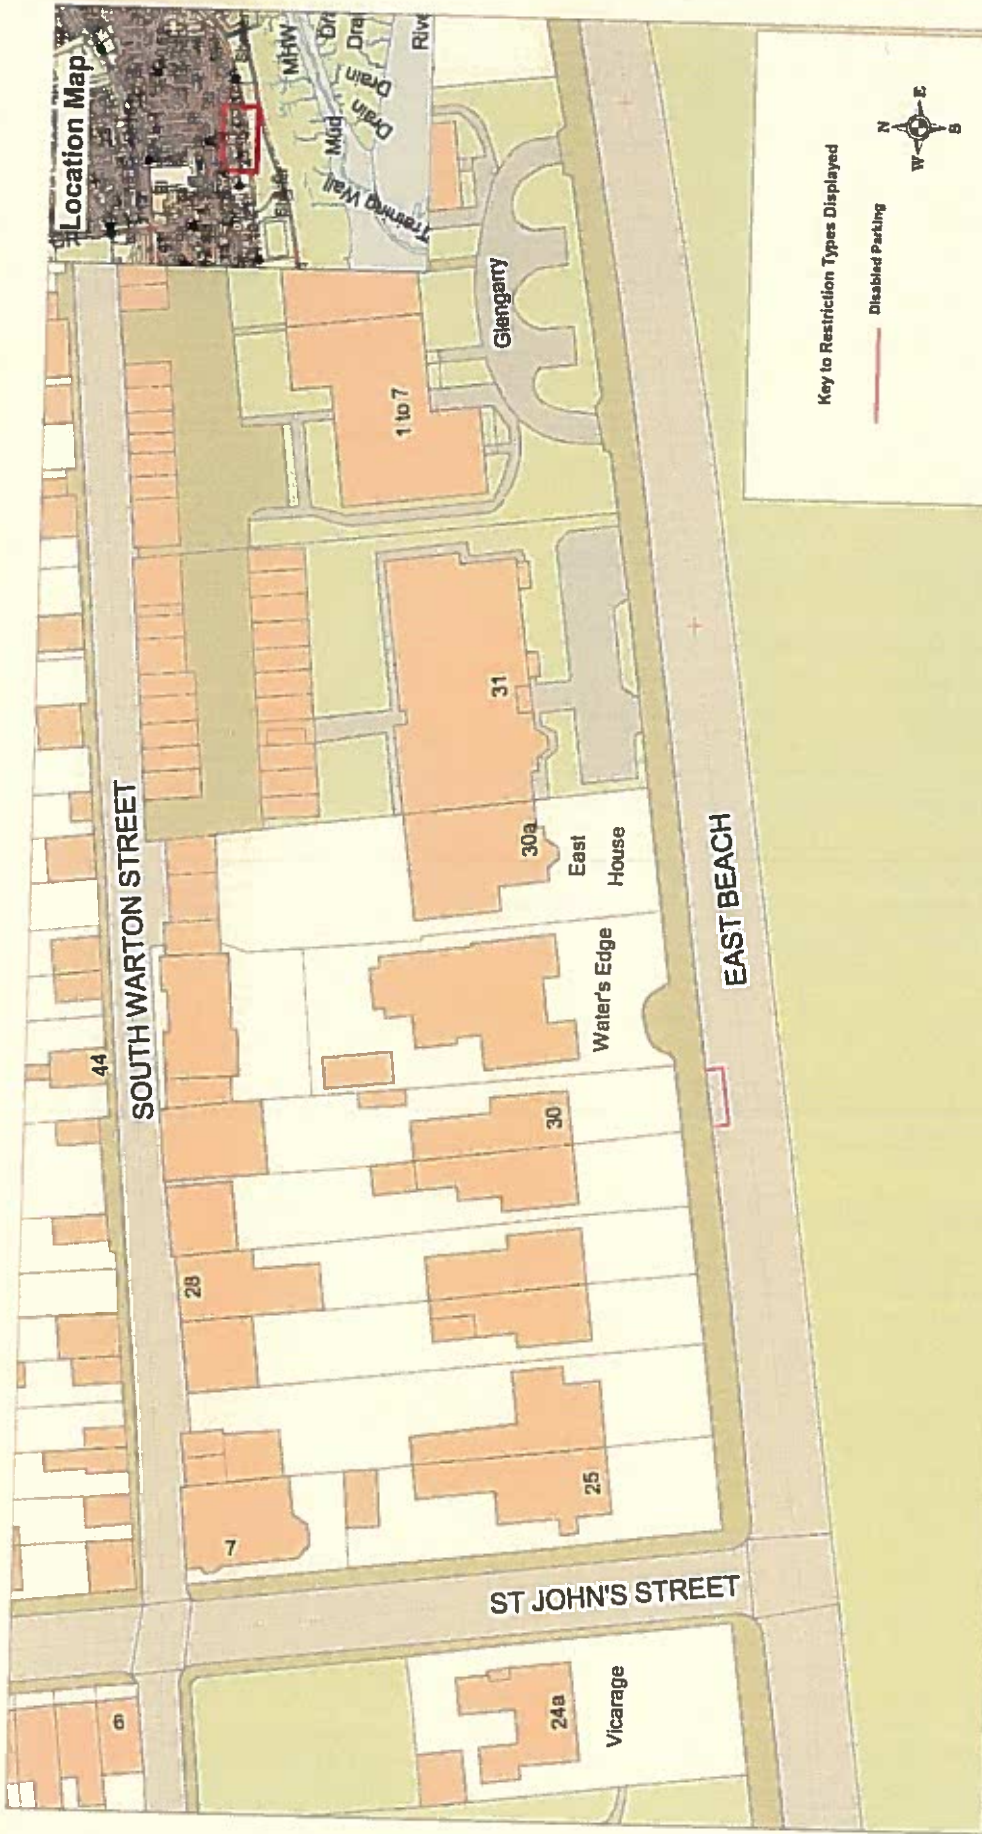 Location Map
MHW
Mud
Drain
Drain
Training Wall
SOUTH WARTON STREET
44
28
7
6
1 to 7
Glengarry
31
30a
East
House
Water's Edge
30
25
EAST BEACH
ST JOHN'S STREET
24a
Vicarage
Key to Restriction Types Displayed
Disabled Parking
N
W
E
S